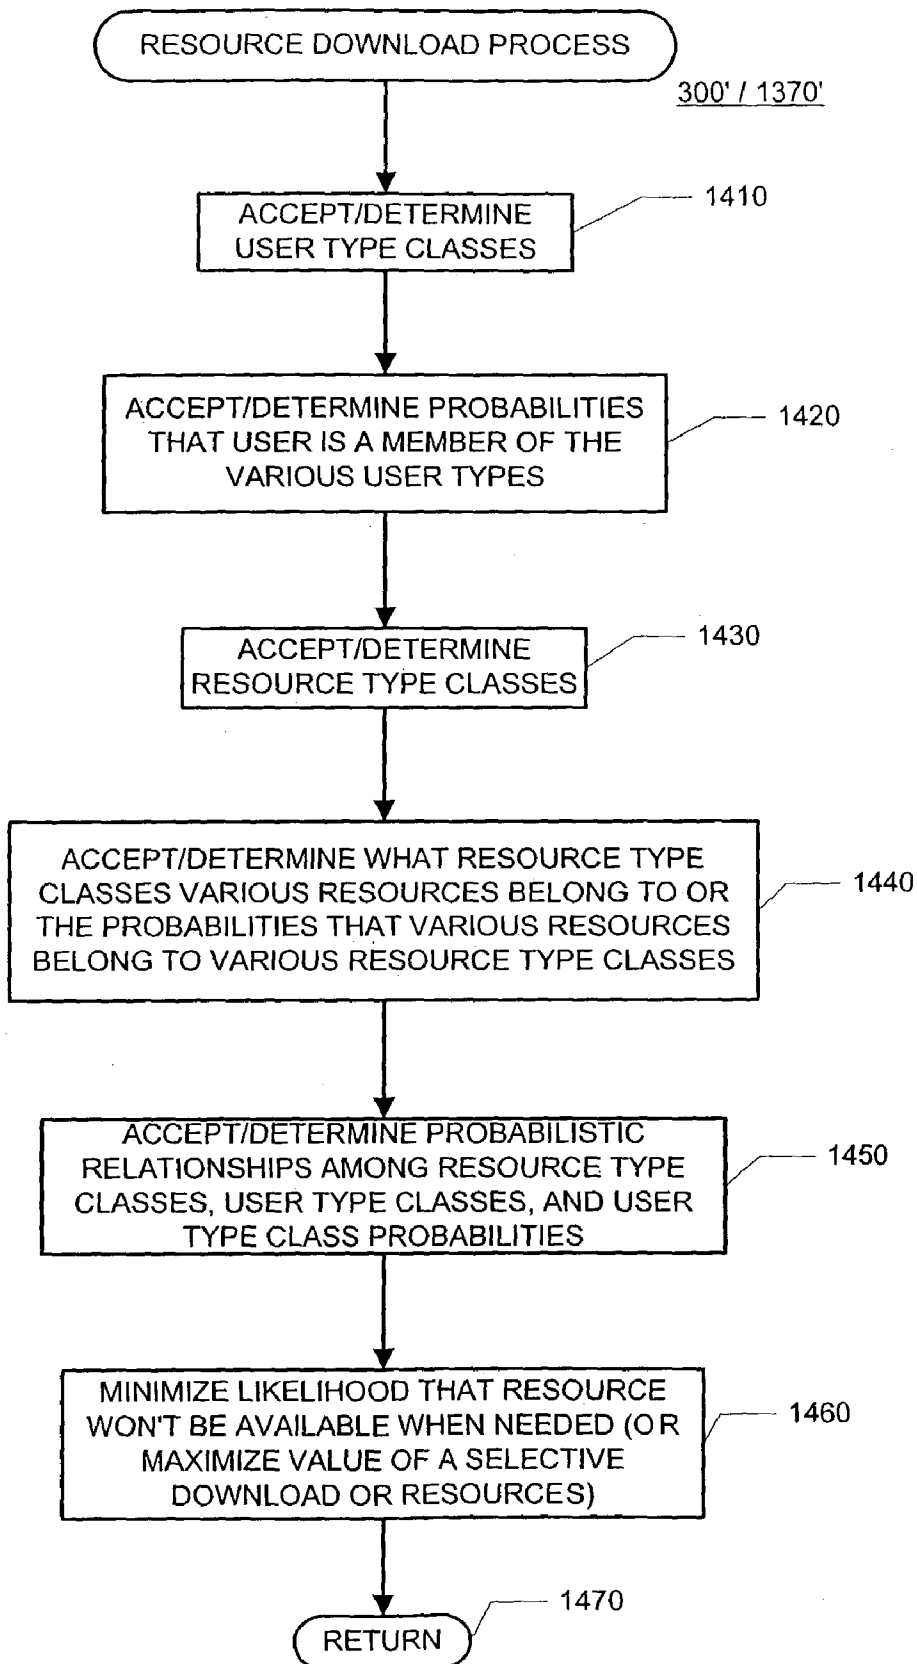 RESOURCE DOWNLOAD PROCESS
300' / 1370'
ACCEPT/DETERMINE
USER TYPE CLASSES
1410
ACCEPT/DETERMINE PROBABILITIES
THAT USER IS A MEMBER OF THE
VARIOUS USER TYPES
1420
ACCEPT/DETERMINE
RESOURCE TYPE CLASSES
1430
ACCEPT/DETERMINE WHAT RESOURCE TYPE
CLASSES VARIOUS RESOURCES BELONG TO OR
THE PROBABILITIES THAT VARIOUS RESOURCES
BELONG TO VARIOUS RESOURCE TYPE CLASSES
1440
ACCEPT/DETERMINE PROBABILISTIC
RELATIONSHIPS AMONG RESOURCE TYPE
CLASSES, USER TYPE CLASSES, AND USER
TYPE CLASS PROBABILITIES
1450
MINIMIZE LIKELIHOOD THAT RESOURCE
WON'T BE AVAILABLE WHEN NEEDED (OR
MAXIMIZE VALUE OF A SELECTIVE
DOWNLOAD OR RESOURCES)
1460
RETURN
1470